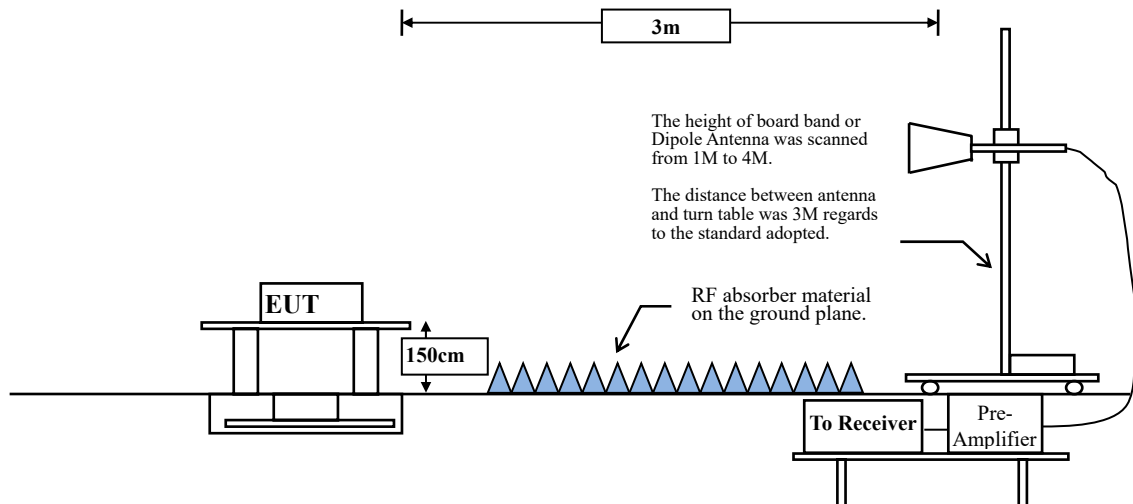 3m
The height of board band or
Dipole Antenna was scanned
from 1M to 4M.
The distance between antenna
and turn table was 3M regards
to the standard adopted.
EUT
RF absorber material
on the ground plane.
150cm
To Receiver
Pre-
Amplifier